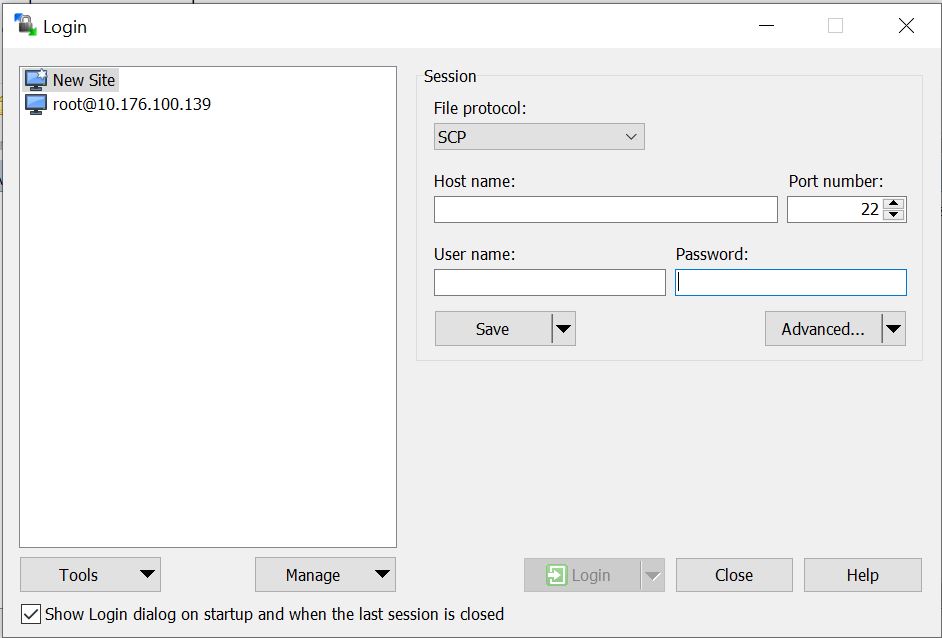 Login
New Site
root@10.176.100.139
Session
File protocol:
SCP
Host name:
Port number:
22
User name:
Password:
Save
Advanced...
Tools
Manage
Login
Close
Help
Show Login dialog on startup and when the last session is closed